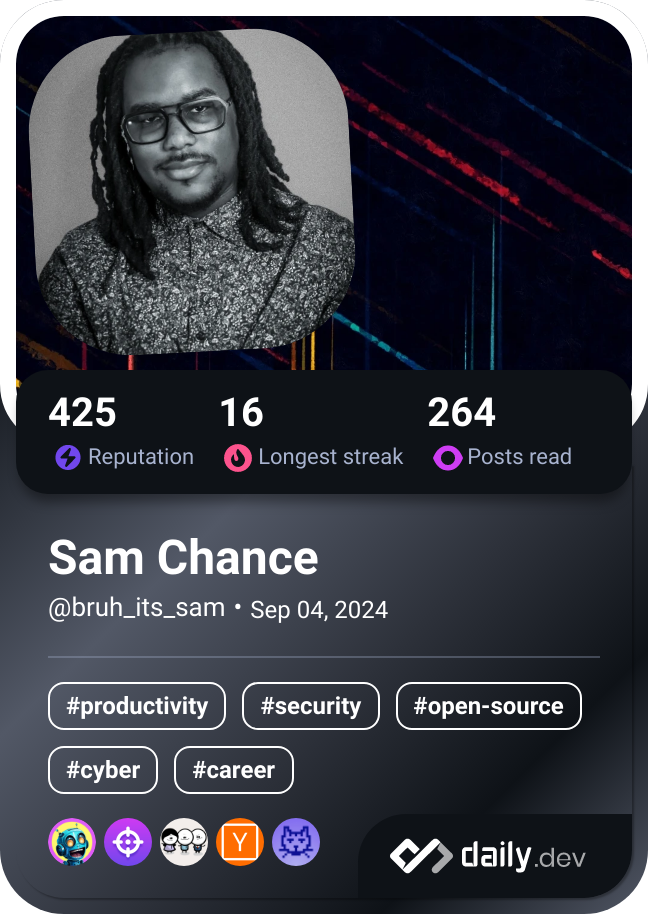 425 16 264
Reputation Longest streak Posts read
Sam Chance
@bruh_its_sam • Sep 04, 2024
#productivity #security #open-source
#cyber #career
Y
daily.dev